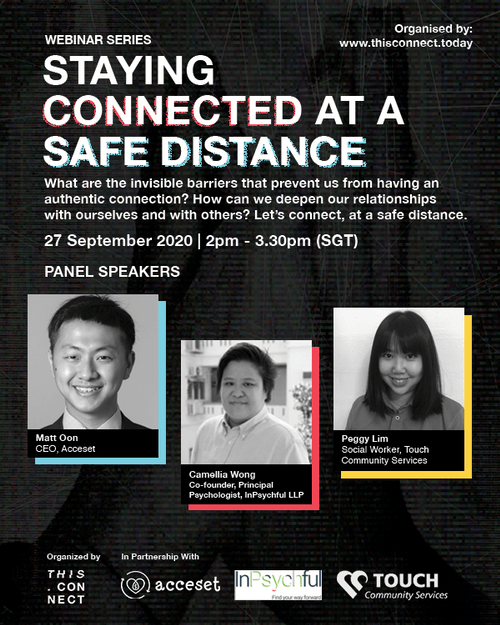 WEBINAR SERIES
Organised by:
www.thisconnect.today
STAYING
CONNECTED AT A
SAFE DISTANCE
What are the invisible barriers that prevent us from having an
authentic connection? How can we deepen our relationships
with ourselves and with others? Let's connect, at a safe distance.
27 September 2020 | 2pm - 3.30pm (SGT)
PANEL SPEAKERS
Matt Oon
CEO, Acceset
Camellia Wong
Co-founder, Principal
Psychologist, InPsychful LLP
Peggy Lim
Social Worker, Touch
Community Services
Organized by
THIS
.CON
NECT
In Partnership With
acceset
InPsychful
Find your way forward
TOUCH
Community Services